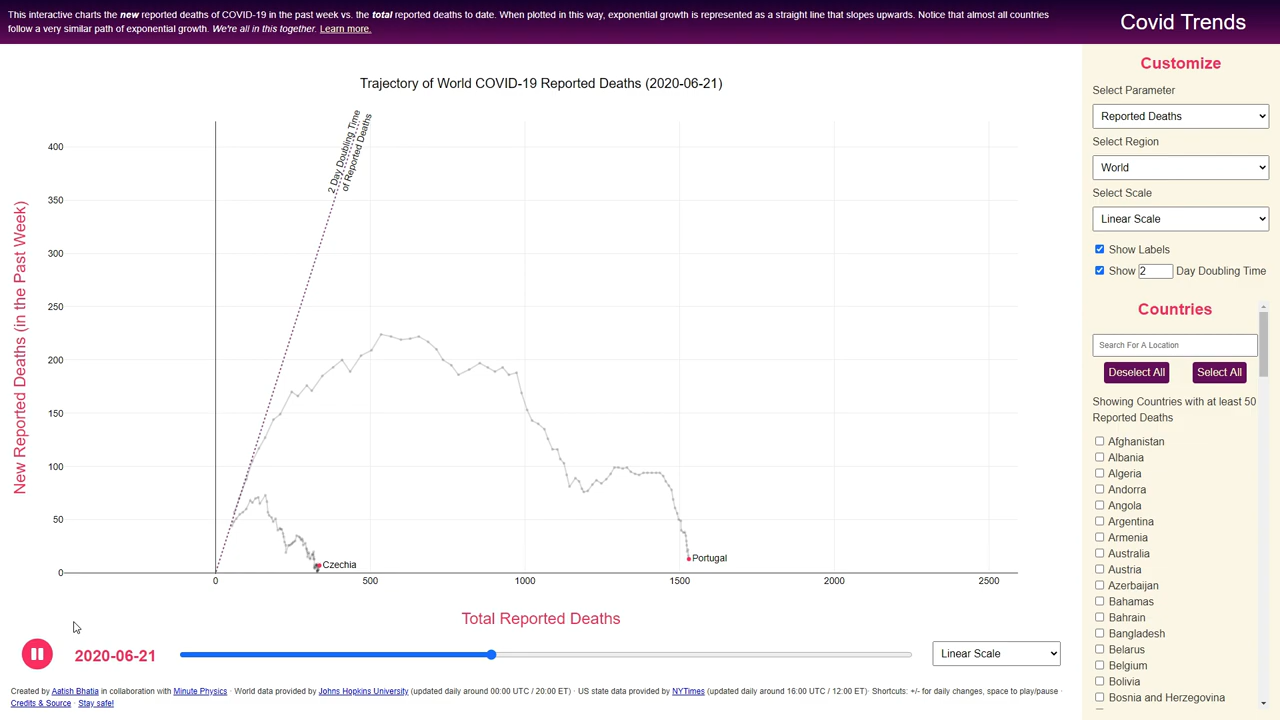 This interactive charts the new reported deaths of COVID-19 in the past week vs. the total reported deaths to date. When plotted in this way, exponential growth is represented as a straight line that slopes upwards. Notice that almost all countries
follow a very similar path of exponential growth. We're all in this together. Learn more.
Covid Trends
Trajectory of World COVID-19 Reported Deaths (2020-06-21)
2 Day Doubling Time
of Reported Deaths
New Reported Deaths (in the Past Week)
400
350
300
250
200
150
100
50
0
Czechia
Portugal
0
500
1000
1500
2000
2500
Total Reported Deaths
2020-06-21
Linear Scale
Created by Aatish Bhatia in collaboration with Minute Physics · World data provided by Johns Hopkins University (updated daily around 00:00 UTC / 20:00 ET) · US state data provided by NYTimes (updated daily around 16:00 UTC / 12:00 ET)· Shortcuts: +/- for daily changes, space to play/pause ·
Credits & Source · Stay safe!
Customize
Select Parameter
Reported Deaths
Select Region
World
Select Scale
Linear Scale
Show Labels
Show 2 Day Doubling Time
Countries
Search For A Location
Deselect All
Select All
Showing Countries with at least 50
Reported Deaths
Afghanistan
Albania
Algeria
Andorra
Angola
Argentina
Armenia
Australia
Austria
Azerbaijan
Bahamas
Bahrain
Bangladesh
Belarus
Belgium
Bolivia
Bosnia and Herzegovina